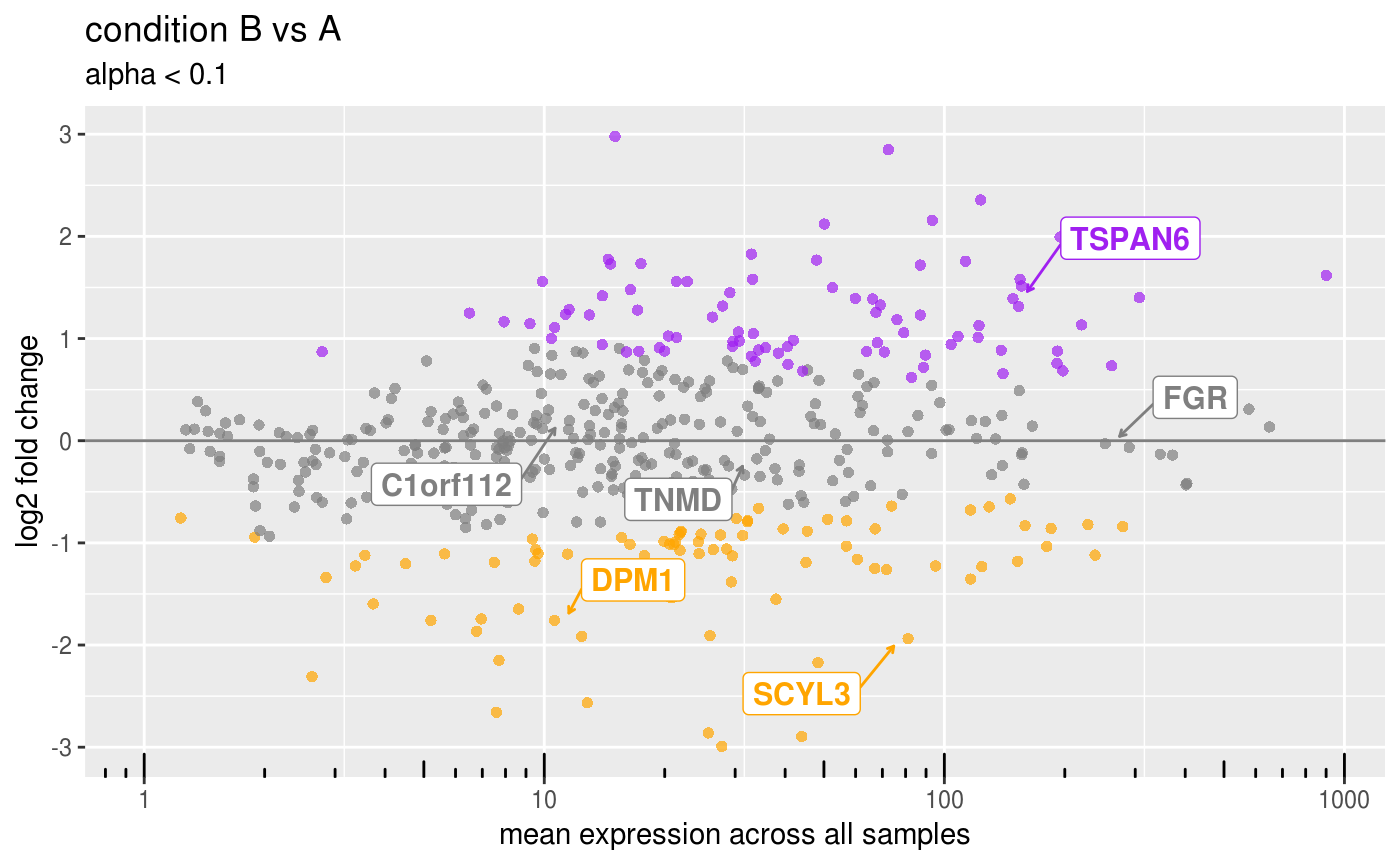 condition B vs A
alpha < 0.1
3
2
1
0
-1
-2
-3
log2 fold change
TSPAN6
FGR
C1orf112
TNMD
DPM1
SCYL3
1
10
100
1000
mean expression across all samples